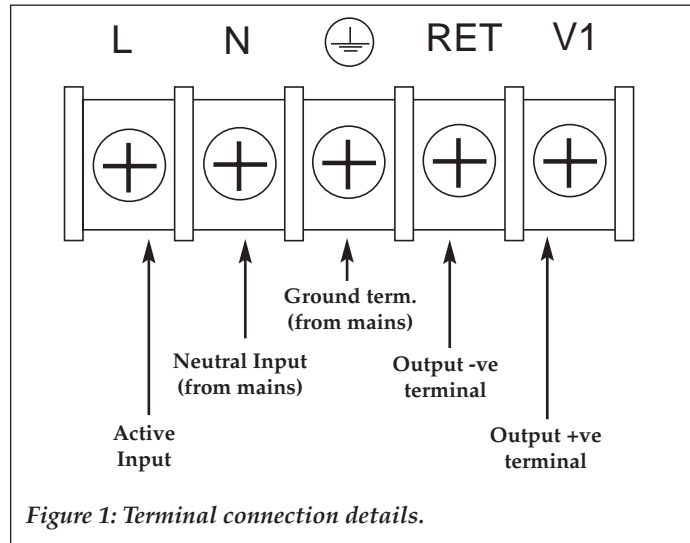 L N RET V1
Ground term.
(from mains)
Neutral Input
(from mains)
Output -ve
terminal
Active
Input
Output +ve
terminal
Figure 1: Terminal connection details.